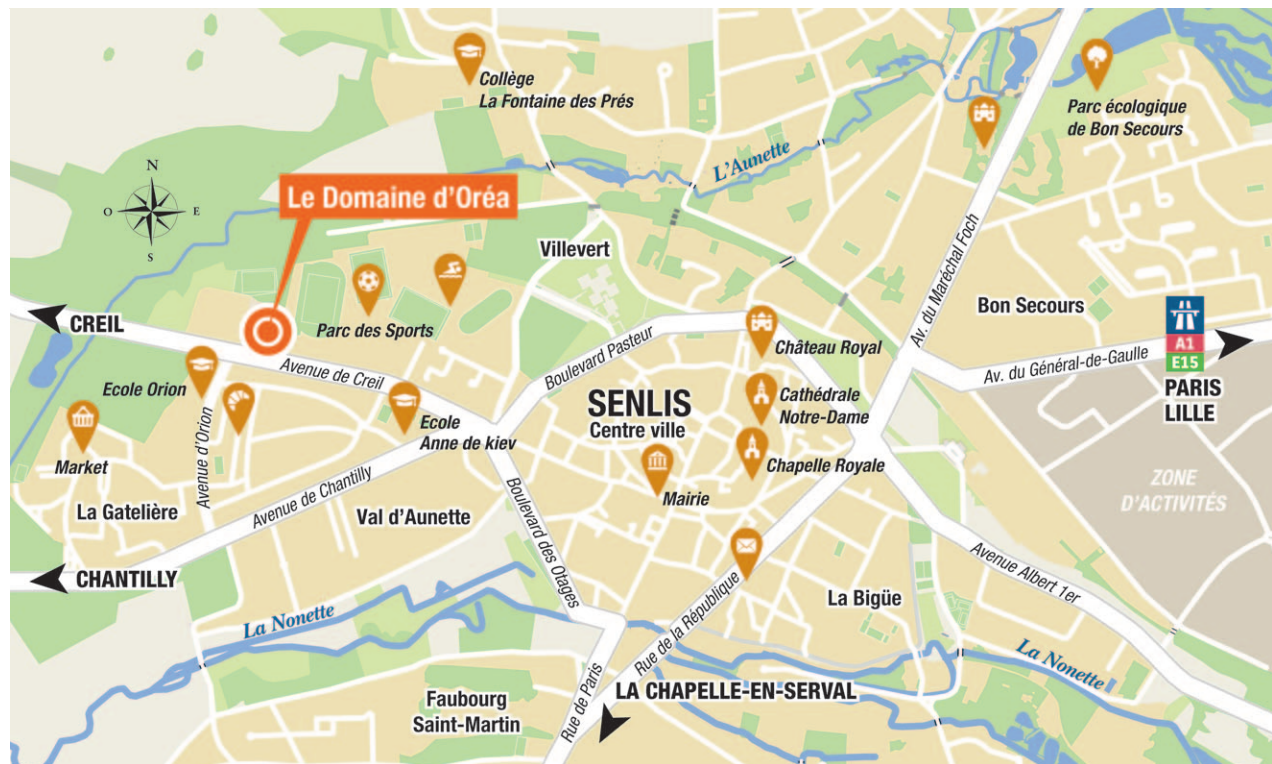 Collège
La Fontaine des Prés
Parc écologique
de Bon Secours
L'Aunette
N
O
E
S
Le Domaine d'Oréa
Villevert
Av. du Maréchal Foch
Bon Secours
CREIL
Parc des Sports
Boulevard Pasteur
Château Royal
A1
E15
Avenue de Creil
Av. du Général-de-Gaulle
PARIS
LILLE
Ecole Orion
Cathédrale
Notre-Dame
SENLIS
Centre ville
Ecole
Anne de kiev
Market
Avenue d'Orion
Chapelle Royale
Mairie
ZONE
D'ACTIVITÉS
La Gatelière
Avenue de Chantilly
Val d'Aunette
Boulevard des Otages
CHANTILLY
Avenue Albert 1er
La Bigüe
La Nonette
Rue de la République
La Nonette
Faubourg
Saint-Martin
Rue de Paris
LA CHAPELLE-EN-SERVAL